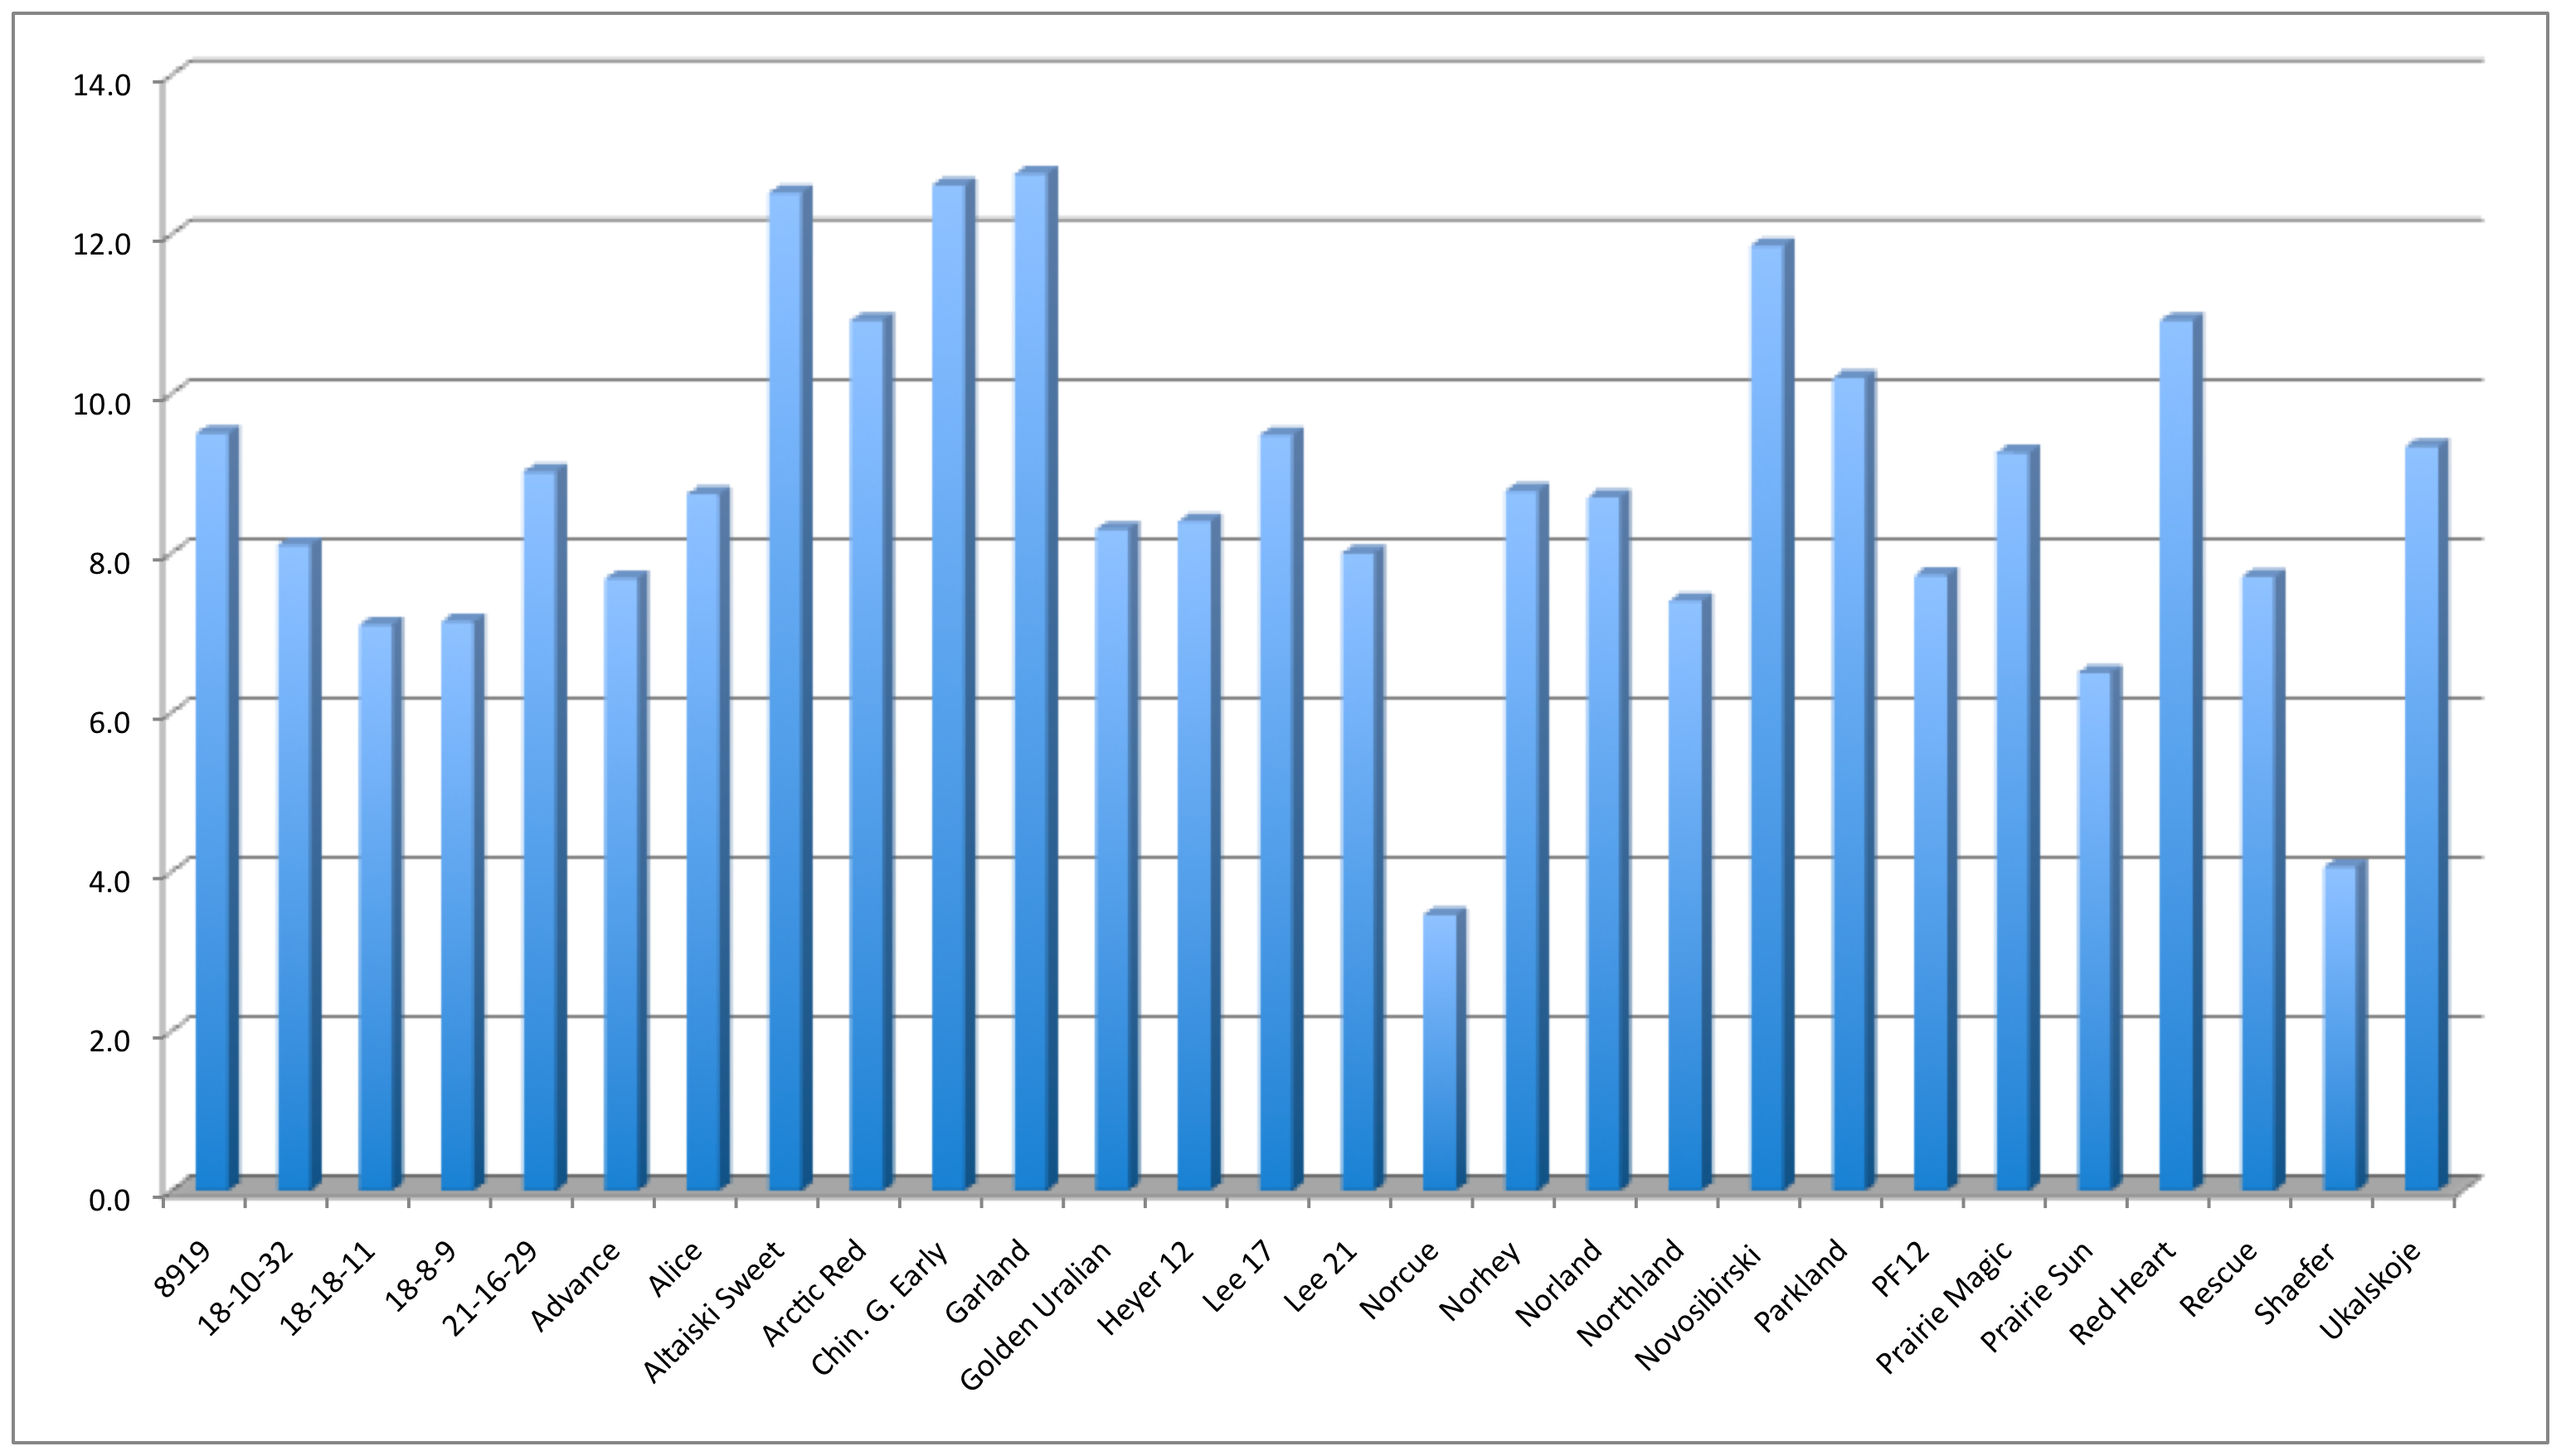 14.0
12.0
10.0
8.0
6.0
4.0
2.0
0.0
8919
18-10-32
18-18-11
18-8-9
21-16-29
Advance
Alice
Altaiski Sweet
Arctic Red
Chin. G. Early
Garland
Golden Uralian
Heyer 12
Lee 17
Lee 21
Norcue
Norhey
Norland
Northland
Novosibirski
Parkland
PF12
Prairie Magic
Prairie Sun
Red Heart
Rescue
Shaefer
Ukalskoje